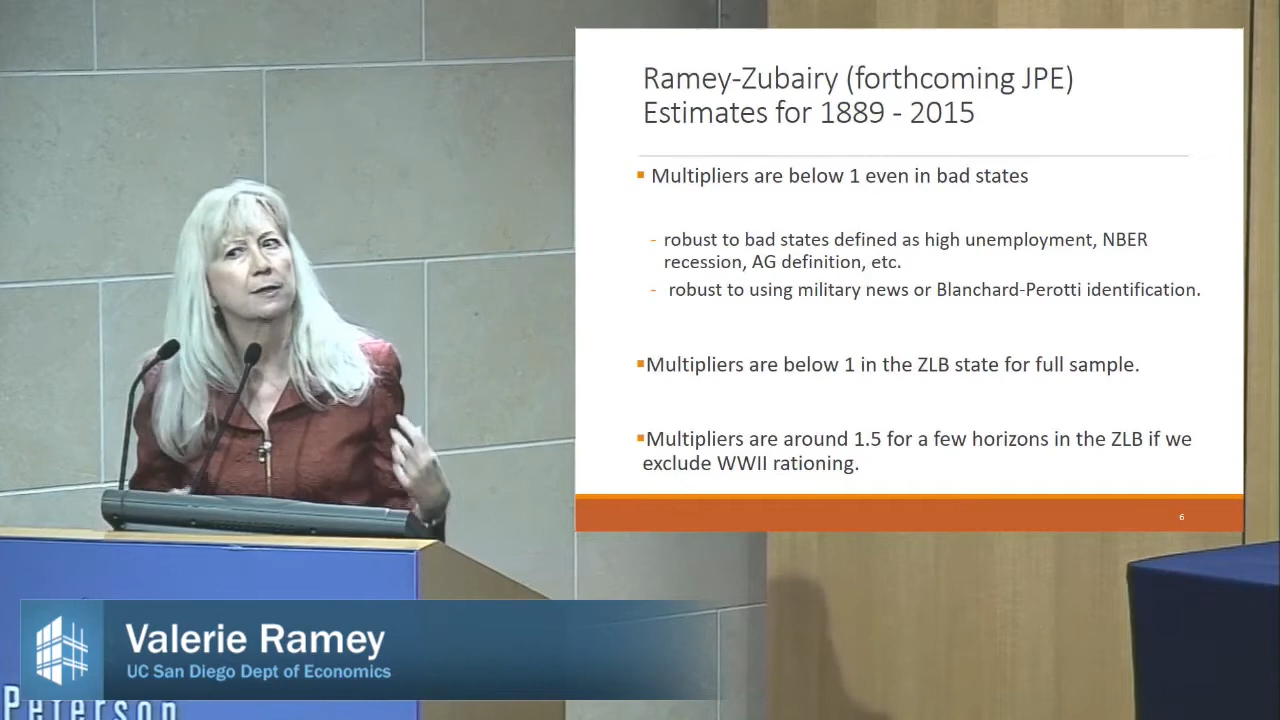 Ramey-Zubairy (forthcoming JPE)
Estimates for 1889 - 2015
▪ Multipliers are below 1 even in bad states
- robust to bad states defined as high unemployment, NBER
recession, AG definition, etc.
- robust to using military news or Blanchard-Perotti identification.
▪Multipliers are below 1 in the ZLB state for full sample.
▪Multipliers are around 1.5 for a few horizons in the ZLB if we
exclude WWII rationing.
6
Valerie Ramey
UC San Diego Dept of Economics
Peterson